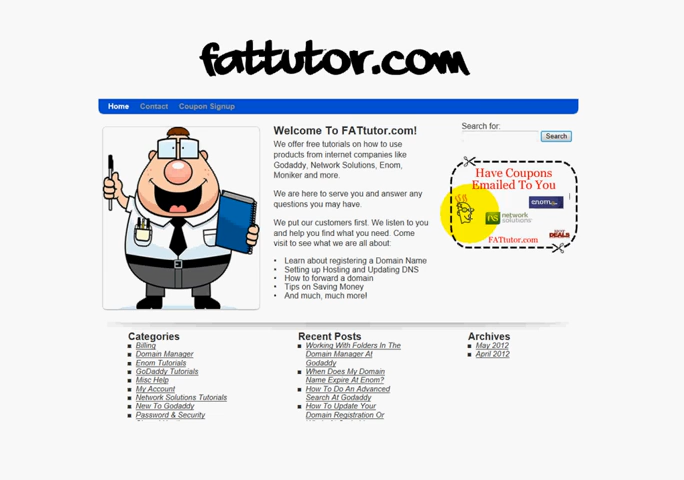 fattutor.com
Home Contact Coupon Signup
Welcome To FATtutor.com!
We offer free tutorials on how to use
products from internet companies like
Godaddy, Network Solutions, Enom,
Moniker and more.
We are here to serve you and answer any
questions you may have.
We put our customers first. We listen to you
and help you find what you need. Come
visit to see what we are all about:
• Learn about registering a Domain Name
• Setting up Hosting and Updating DNS
• How to forward a domain
• Tips on Saving Money
• And much, much more!
Search for:
Search
Have Coupons
Emailed To You
enom
NS network
solutions
HOT
DEALS
FATtutor.com
Categories
Billing
Domain Manager
Enom Tutorials
GoDaddy Tutorials
Misc Help
My Account
Network Solutions Tutorials
New To Godaddy
Password & Security
Recent Posts
Working With Folders In The
Domain Manager At
Godaddy
When Does My Domain
Name Expire At Enom?
How To Do An Advanced
Search At Godaddy
How To Update Your
Domain Registration Or
Archives
May 2012
April 2012